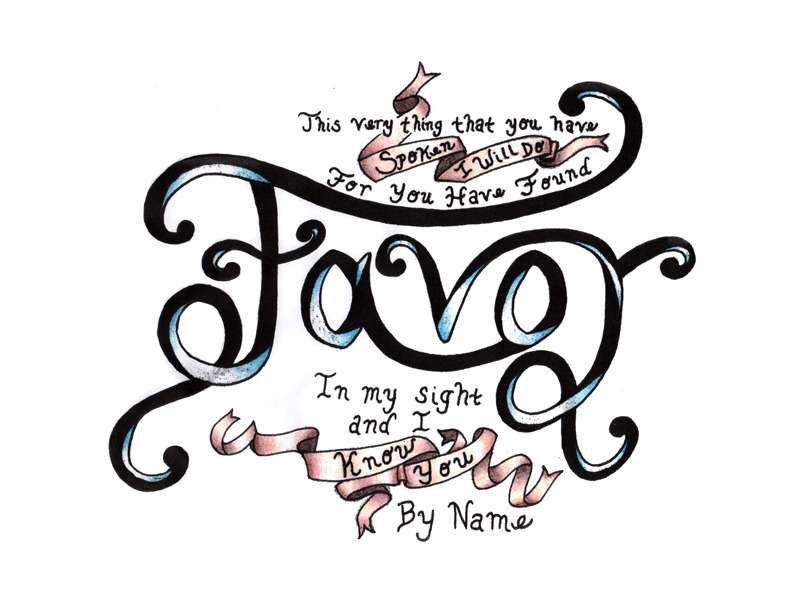 This very thing that you have
Spoken I Will Do
For You Have Found
Favor
In my sight
and I
Know You
By Name